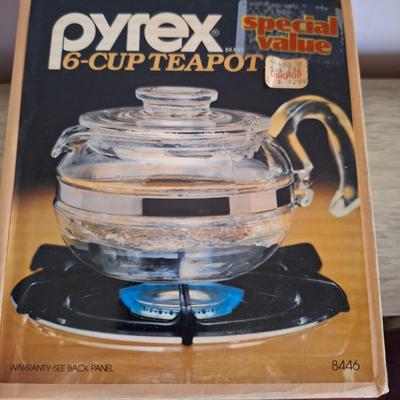 pyrex®
BRAND
special
value
6-CUP TEAPOT
WARRANTY-SEE BACK PANEL
8446